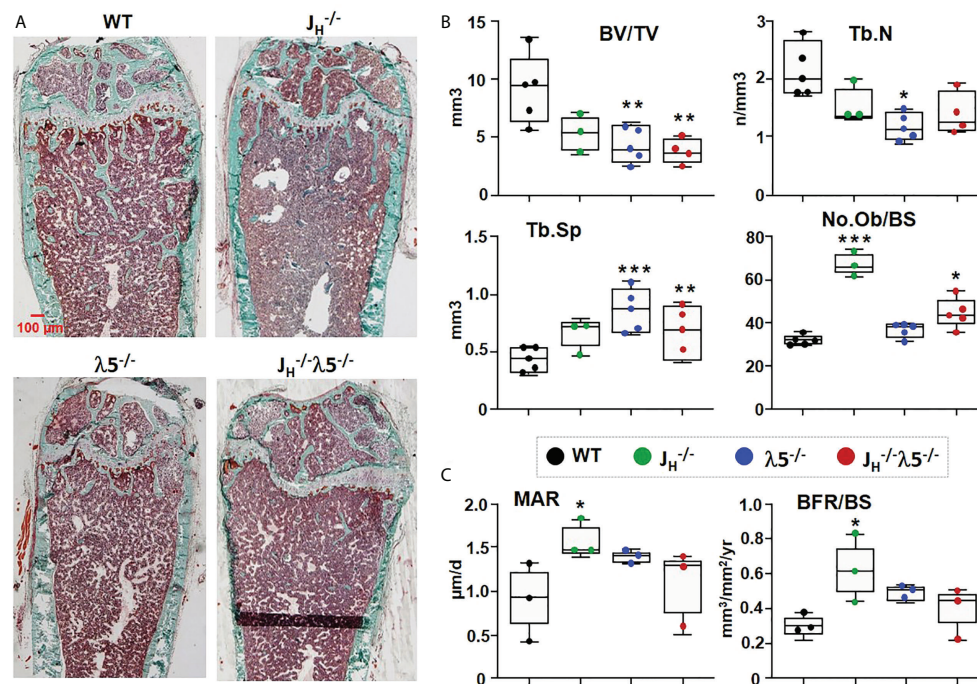 A
WT
JH-/-
100 µm
λ5-/-
JH-/-λ5-/-
B
BV/TV
mm3
15
10
5
0
**
**
Tb.N
n/mm3
3
2
1
0
*
Tb.Sp
mm3
1.5
1.0
0.5
0
***
**
No.Ob/BS
80
60
40
20
0
***
*
WT
JH-/-
λ5-/-
JH-/-λ5-/-
C
MAR
µm/d
2.0
1.5
1.0
0.5
0
*
BFR/BS
mm3/mm2/yr
1.0
0.8
0.6
0.4
0.2
0
*